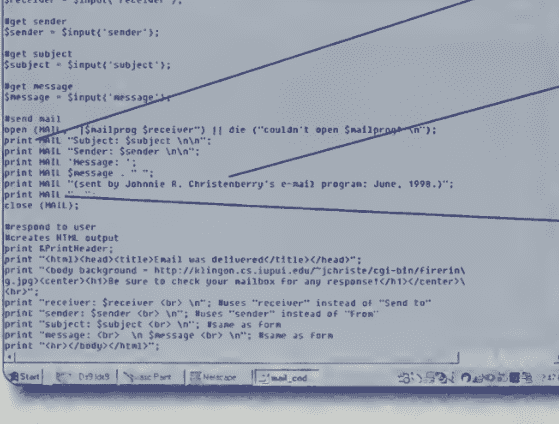 $receiver = $input('receiver');
#get sender
$sender = $input('sender');
#get subject
$subject = $input('subject');
#get message
$message = $input('message');
#send mail
open (MAIL, "|$mailprog $receiver") || die ("couldn't open $mailprog! \n");
print MAIL "Subject: $subject \n\n";
print MAIL "Sender: $sender \n\n";
print MAIL 'Message: ';
print MAIL $message . " ";
print MAIL "(sent by Johnnie R. Christenberry's e-mail program: June, 1998.)";
print MAIL
close (MAIL);
#respond to user
#creates HTML output
print &PrintHeader;
print "<html><head><title>Email was delivered</title></head>";
print "<body background = http://klingon.cs.iupui.edu/~jchriste/cgi-bin/firerin\
g.jpg><center><h1>Be sure to check your mailbox for any response!</h1></center>\
<hr>";
print "receiver: $receiver <br> \n"; #uses "receiver" instead of "Send to"
print "sender: $sender <br> \n"; #uses "sender" instead of "From"
print "subject: $subject <br> \n"; #same as form
print "message: <br>  \n $message <br> \n"; #same as form
print "<hr></body></html>";
Start Netscape mail_cnd